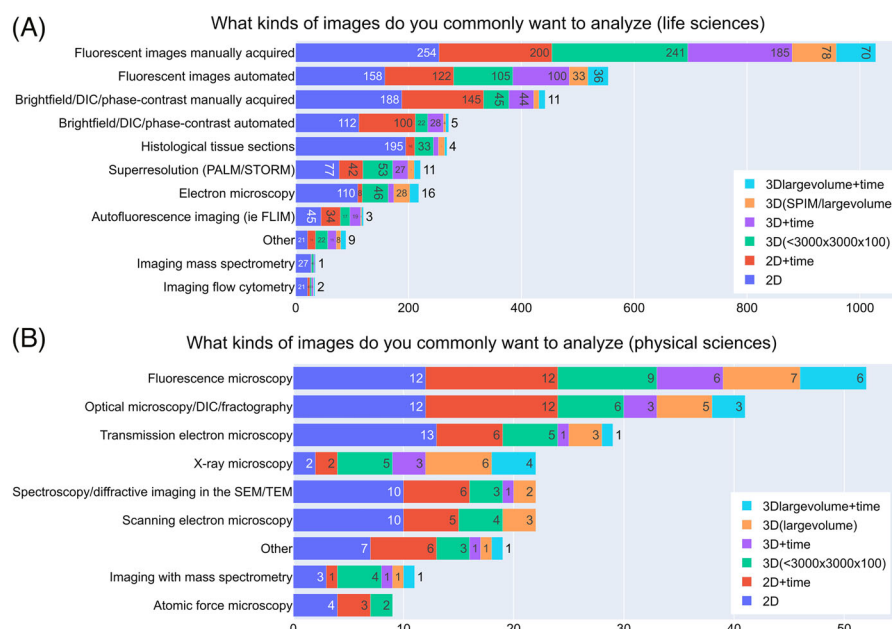 (A)
What kinds of images do you commonly want to analyze (life sciences)
Fluorescent images manually acquired 254 200 241 185 78 70
Fluorescent images automated 158 122 105 100 33 36
Brightfield/DIC/phase-contrast manually acquired 188 145 45 44 11
Brightfield/DIC/phase-contrast automated 112 100 22 28 5
Histological tissue sections 195 33 4
Superresolution (PALM/STORM) 77 42 53 27 11
Electron microscopy 110 8 46 28 16
Autofluorescence imaging (ie FLIM) 45 34 3
Other 21 22 8 9
Imaging mass spectrometry 27 1
Imaging flow cytometry 21 2
0 200 400 600 800 1000
3Dlargevolume+time
3D(SPIM/largevolume
3D+time
3D(<3000x3000x100)
2D+time
2D
(B)
What kinds of images do you commonly want to analyze (physical sciences)
Fluorescence microscopy 12 12 9 6 7 6
Optical microscopy/DIC/fractography 12 12 6 3 5 3
Transmission electron microscopy 13 6 5 1 3 1
X-ray microscopy 2 2 5 3 6 4
Spectroscopy/diffractive imaging in the SEM/TEM 10 6 3 1 2
Scanning electron microscopy 10 5 4 3
Other 7 6 3 1 1 1
Imaging with mass spectrometry 3 1 4 1 1 1
Atomic force microscopy 4 3 2
0 10 20 30 40 50
3Dlargevolume+time
3D(largevolume)
3D+time
3D(<3000x3000x100)
2D+time
2D